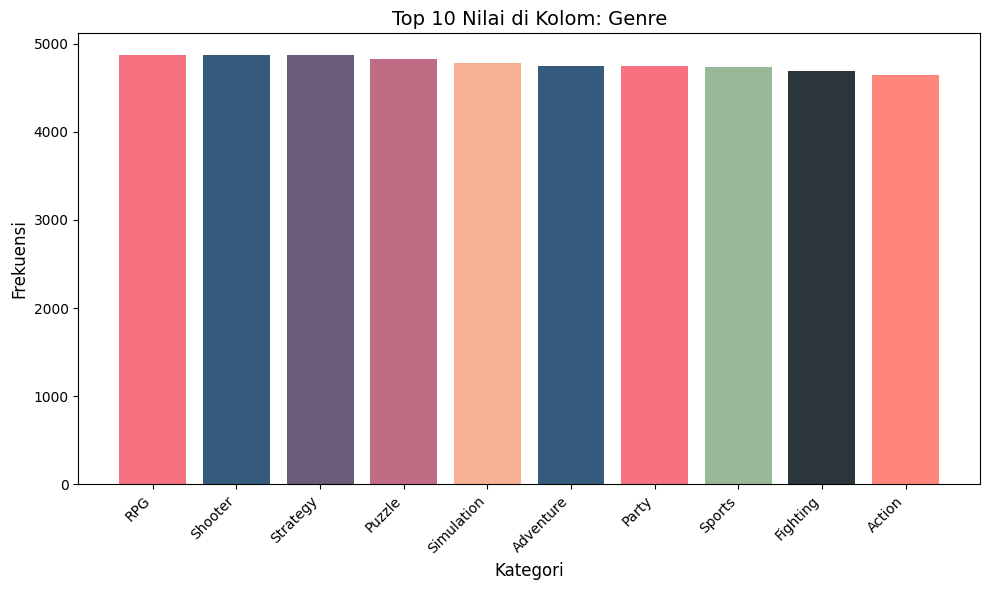 Top 10 Nilai di Kolom: Genre
Frekuensi
5000
4000
3000
2000
1000
0
RPG
Shooter
Strategy
Puzzle
Simulation
Adventure
Party
Sports
Fighting
Action
Kategori